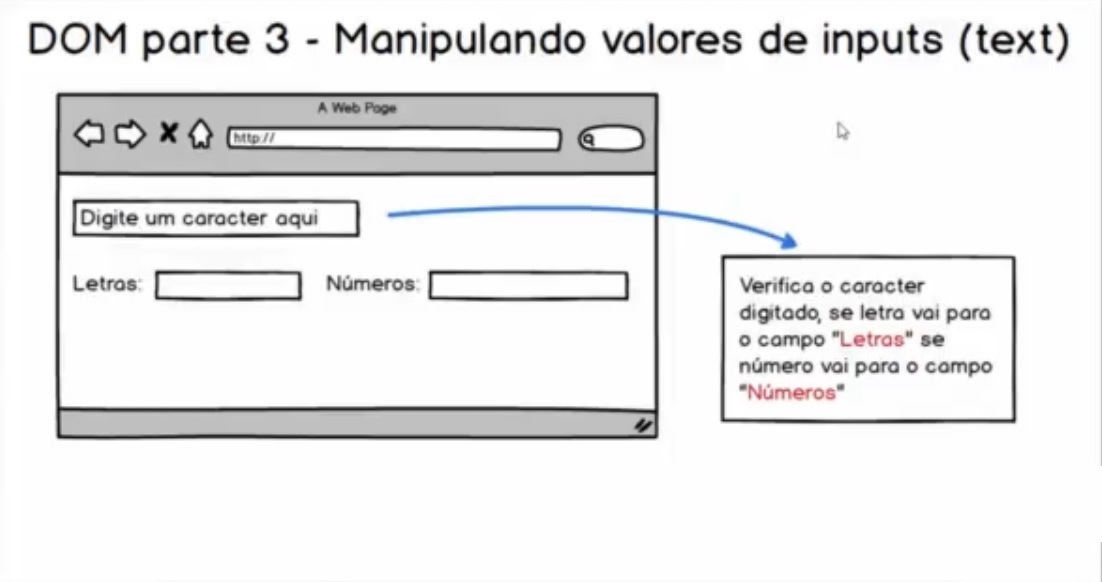 DOM parte 3 - Manipulando valores de inputs (text)
A Web Page
http://
Digite um caracter aqui
Letras:
Números:
Verifica o caracter
digitado, se letra vai para
o campo "Letras" se
número vai para o campo
"Números"